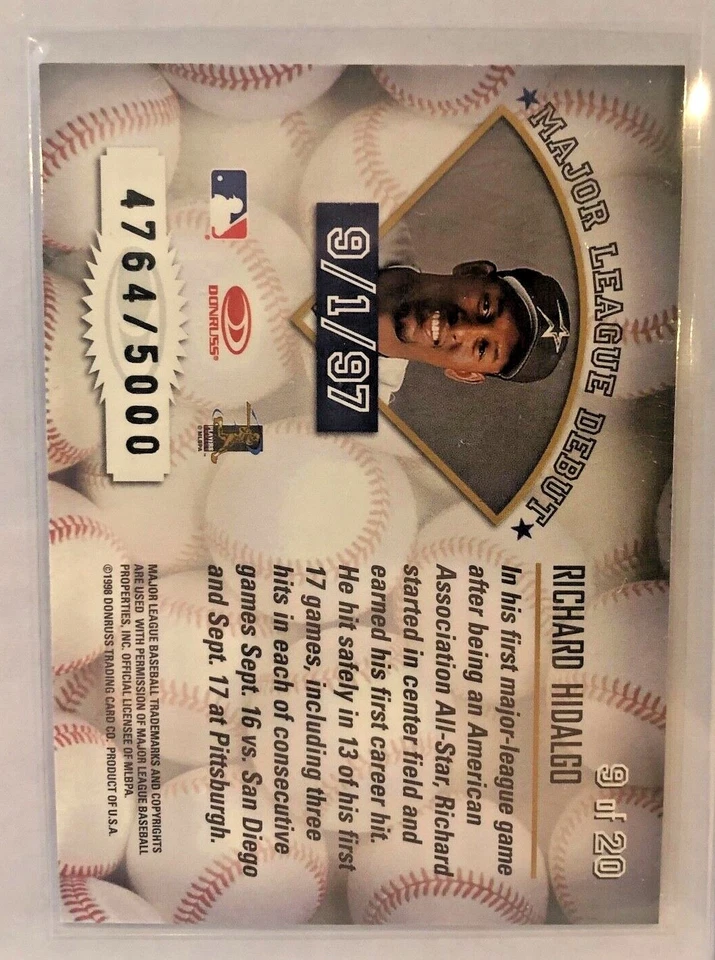 ★ MAJOR LEAGUE DEBUT ★
9/1/97
DONRUSS®
PLAYERS
© MLBPA
4764/5000
9 of 20
RICHARD HIDALGO
In his first major-league game
after being an American
Association All-Star, Richard
started in center field and
earned his first career hit.
He hit safely in 13 of his first
17 games, including three
hits in each of consecutive
games Sept. 16 vs. San Diego
and Sept. 17 at Pittsburgh.
MAJOR LEAGUE BASEBALL TRADEMARKS AND COPYRIGHTS
ARE USED WITH PERMISSION OF MAJOR LEAGUE BASEBALL
PROPERTIES, INC. OFFICIAL LICENSEE OF MLBPA.
©1998 DONRUSS TRADING CARD CO. PRODUCT OF U.S.A.